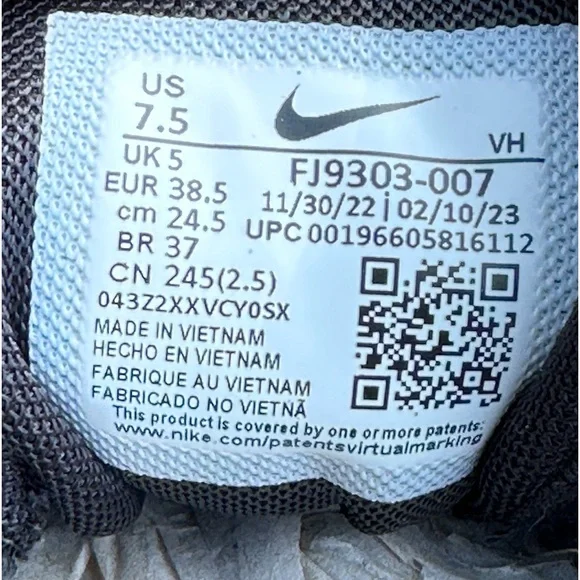 US
7.5
VH
UK 5
FJ9303-007
EUR 38.5
11/30/22 | 02/10/23
cm 24.5
UPC 00196605816112
BR 37
CN 245(2.5)
043Z2XXVCY0SX
MADE IN VIETNAM
HECHO EN VIETNAM
FABRIQUE AU VIETNAM
FABRICADO NO VIETNÃ
This product is covered by one or more patents:
www.nike.com/patentsvirtualmarking